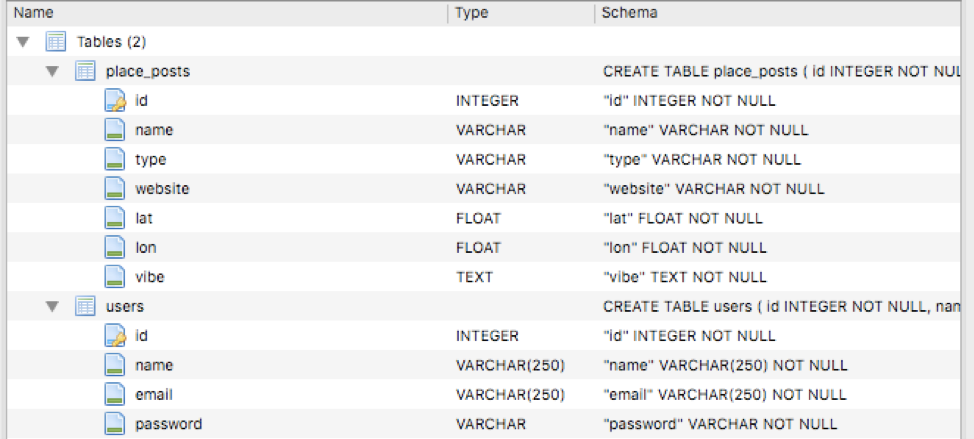 Name Type Schema
Tables (2)
place_posts CREATE TABLE place_posts ( id INTEGER NOT NUL
id INTEGER "id" INTEGER NOT NULL
name VARCHAR "name" VARCHAR NOT NULL
type VARCHAR "type" VARCHAR NOT NULL
website VARCHAR "website" VARCHAR NOT NULL
lat FLOAT "lat" FLOAT NOT NULL
lon FLOAT "lon" FLOAT NOT NULL
vibe TEXT "vibe" TEXT NOT NULL
users CREATE TABLE users ( id INTEGER NOT NULL, nam
id INTEGER "id" INTEGER NOT NULL
name VARCHAR(250) "name" VARCHAR(250) NOT NULL
email VARCHAR(250) "email" VARCHAR(250) NOT NULL
password VARCHAR "password" VARCHAR NOT NULL